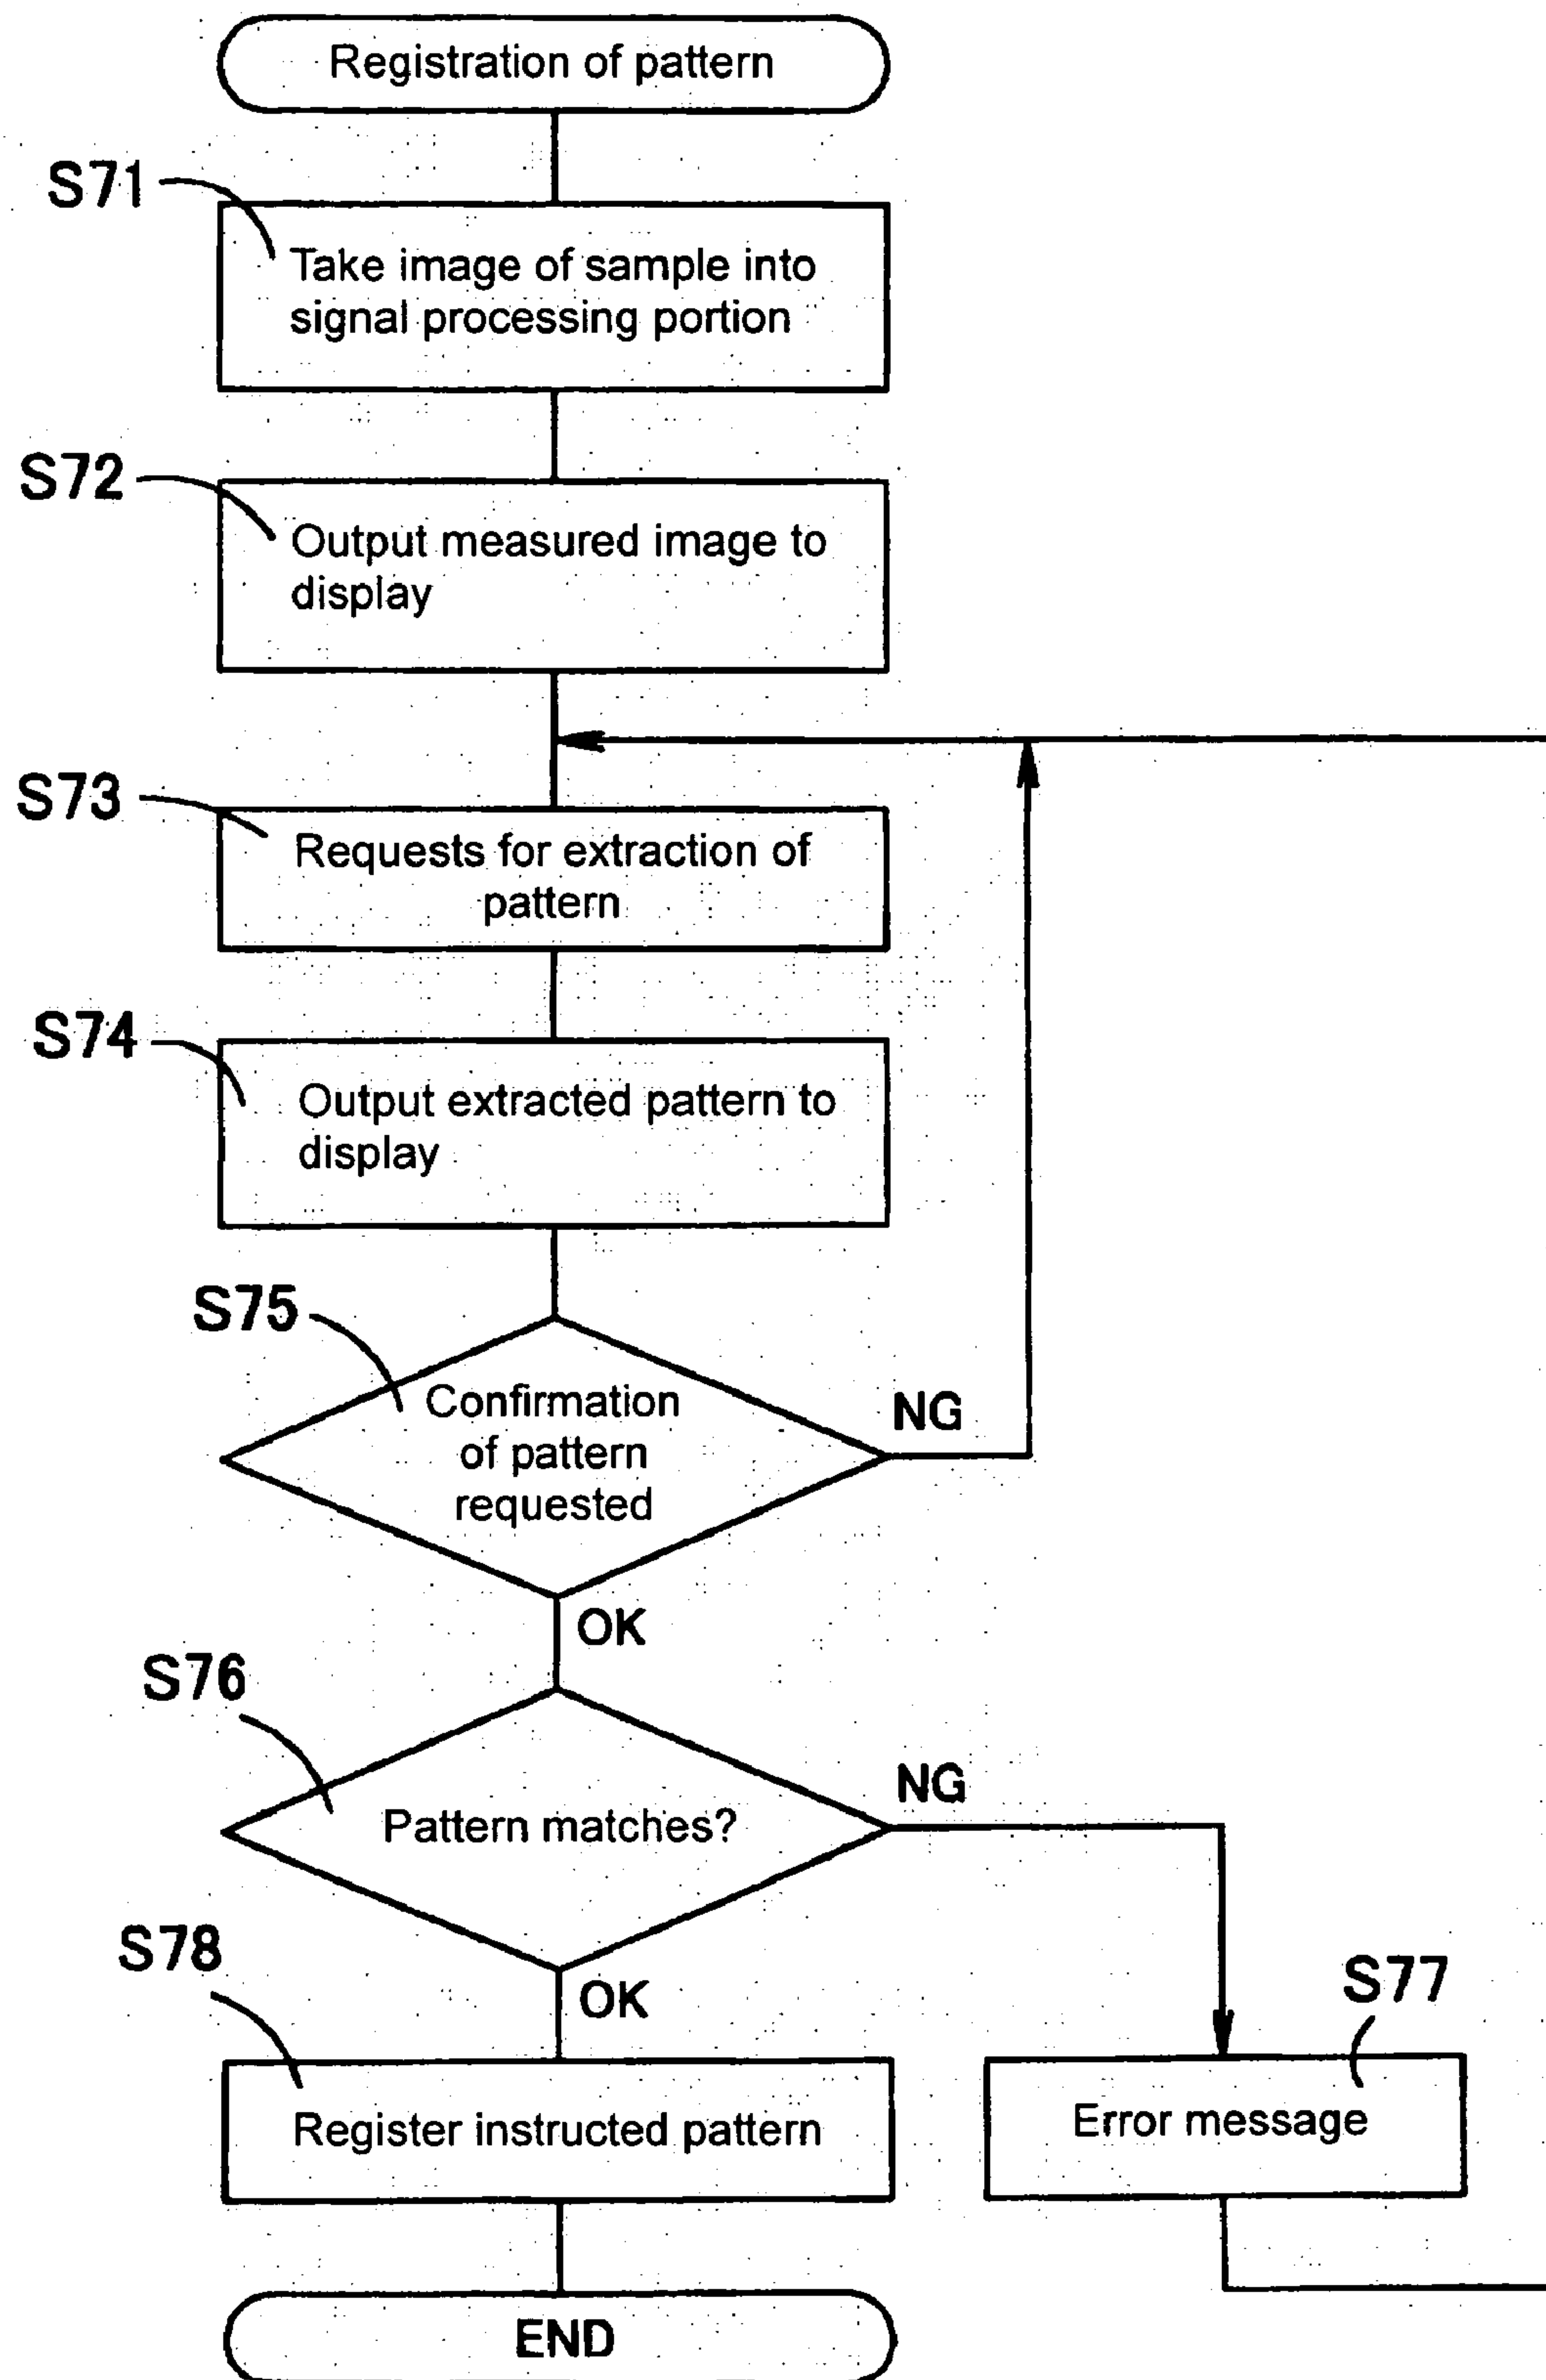 Registration of pattern
S71
Take image of sample into
signal processing portion
S72
Output measured image to
display
S73
Requests for extraction of
pattern
S74
Output extracted pattern to
display
S75
Confirmation
of pattern
requested
NG
OK
S76
Pattern matches?
NG
OK
S78
Register instructed pattern
S77
Error message
END